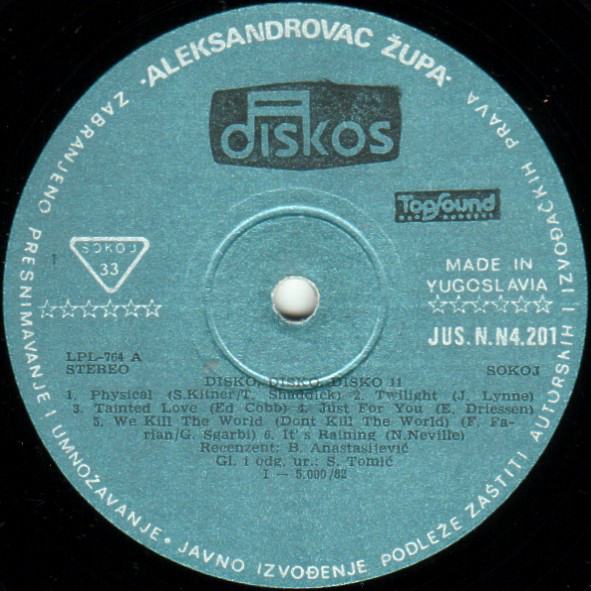 ·ALEKSANDROVAC ŽUPA·
ZABRANJENO PRESNIMAVANJE I UMNOŽAVANJE • JAVNO IZVOĐENJE PODLEŽE ZAŠTITI AUTORSKIH I IZVOĐAČKIH PRAVA
diskos
TopSound
SOKOJ
33
MADE IN
YUGOSLAVIA
JUS.N.N4.201
LPL-764 A
STEREO
SOKOJ
DISKO, DISKO, DISKO 11
1. Physical (S.Kitner/T. Shaddick) 2. Twilight (J. Lynne)
3. Tainted Love (Ed Cobb) 4. Just For You (E. Driessen)
5. We Kill The World (Dont Kill The World) (F. Fa-
rian/G. Sgarbi) 6. It's Raining (N.Neville)
Recenzent: B. Anastasijević
Gl. i odg. ur.: S. Tomić
I — 5.000/82